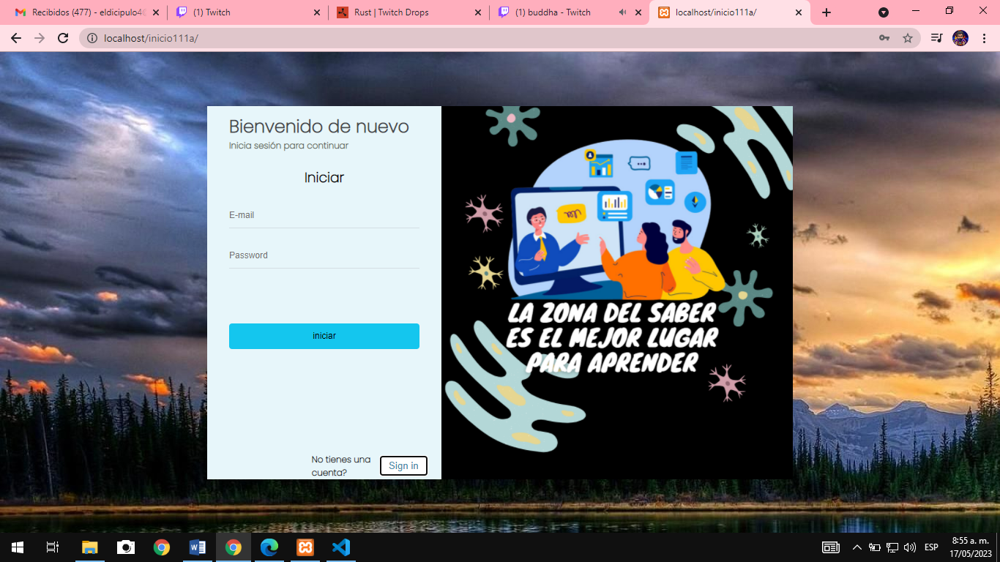 Recibidos (477) - eldicipulo46
(1) Twitch
Rust | Twitch Drops
(1) buddha - Twitch
localhost/inicio111a/
localhost/inicio111a/
Bienvenido de nuevo
Inicia sesión para continuar
Iniciar
E-mail
Password
iniciar
No tienes una
cuenta?
Sign in
LA ZONA DEL SABER
ES EL MEJOR LUGAR
PARA APRENDER
ESP
8:55 a. m.
17/05/2023